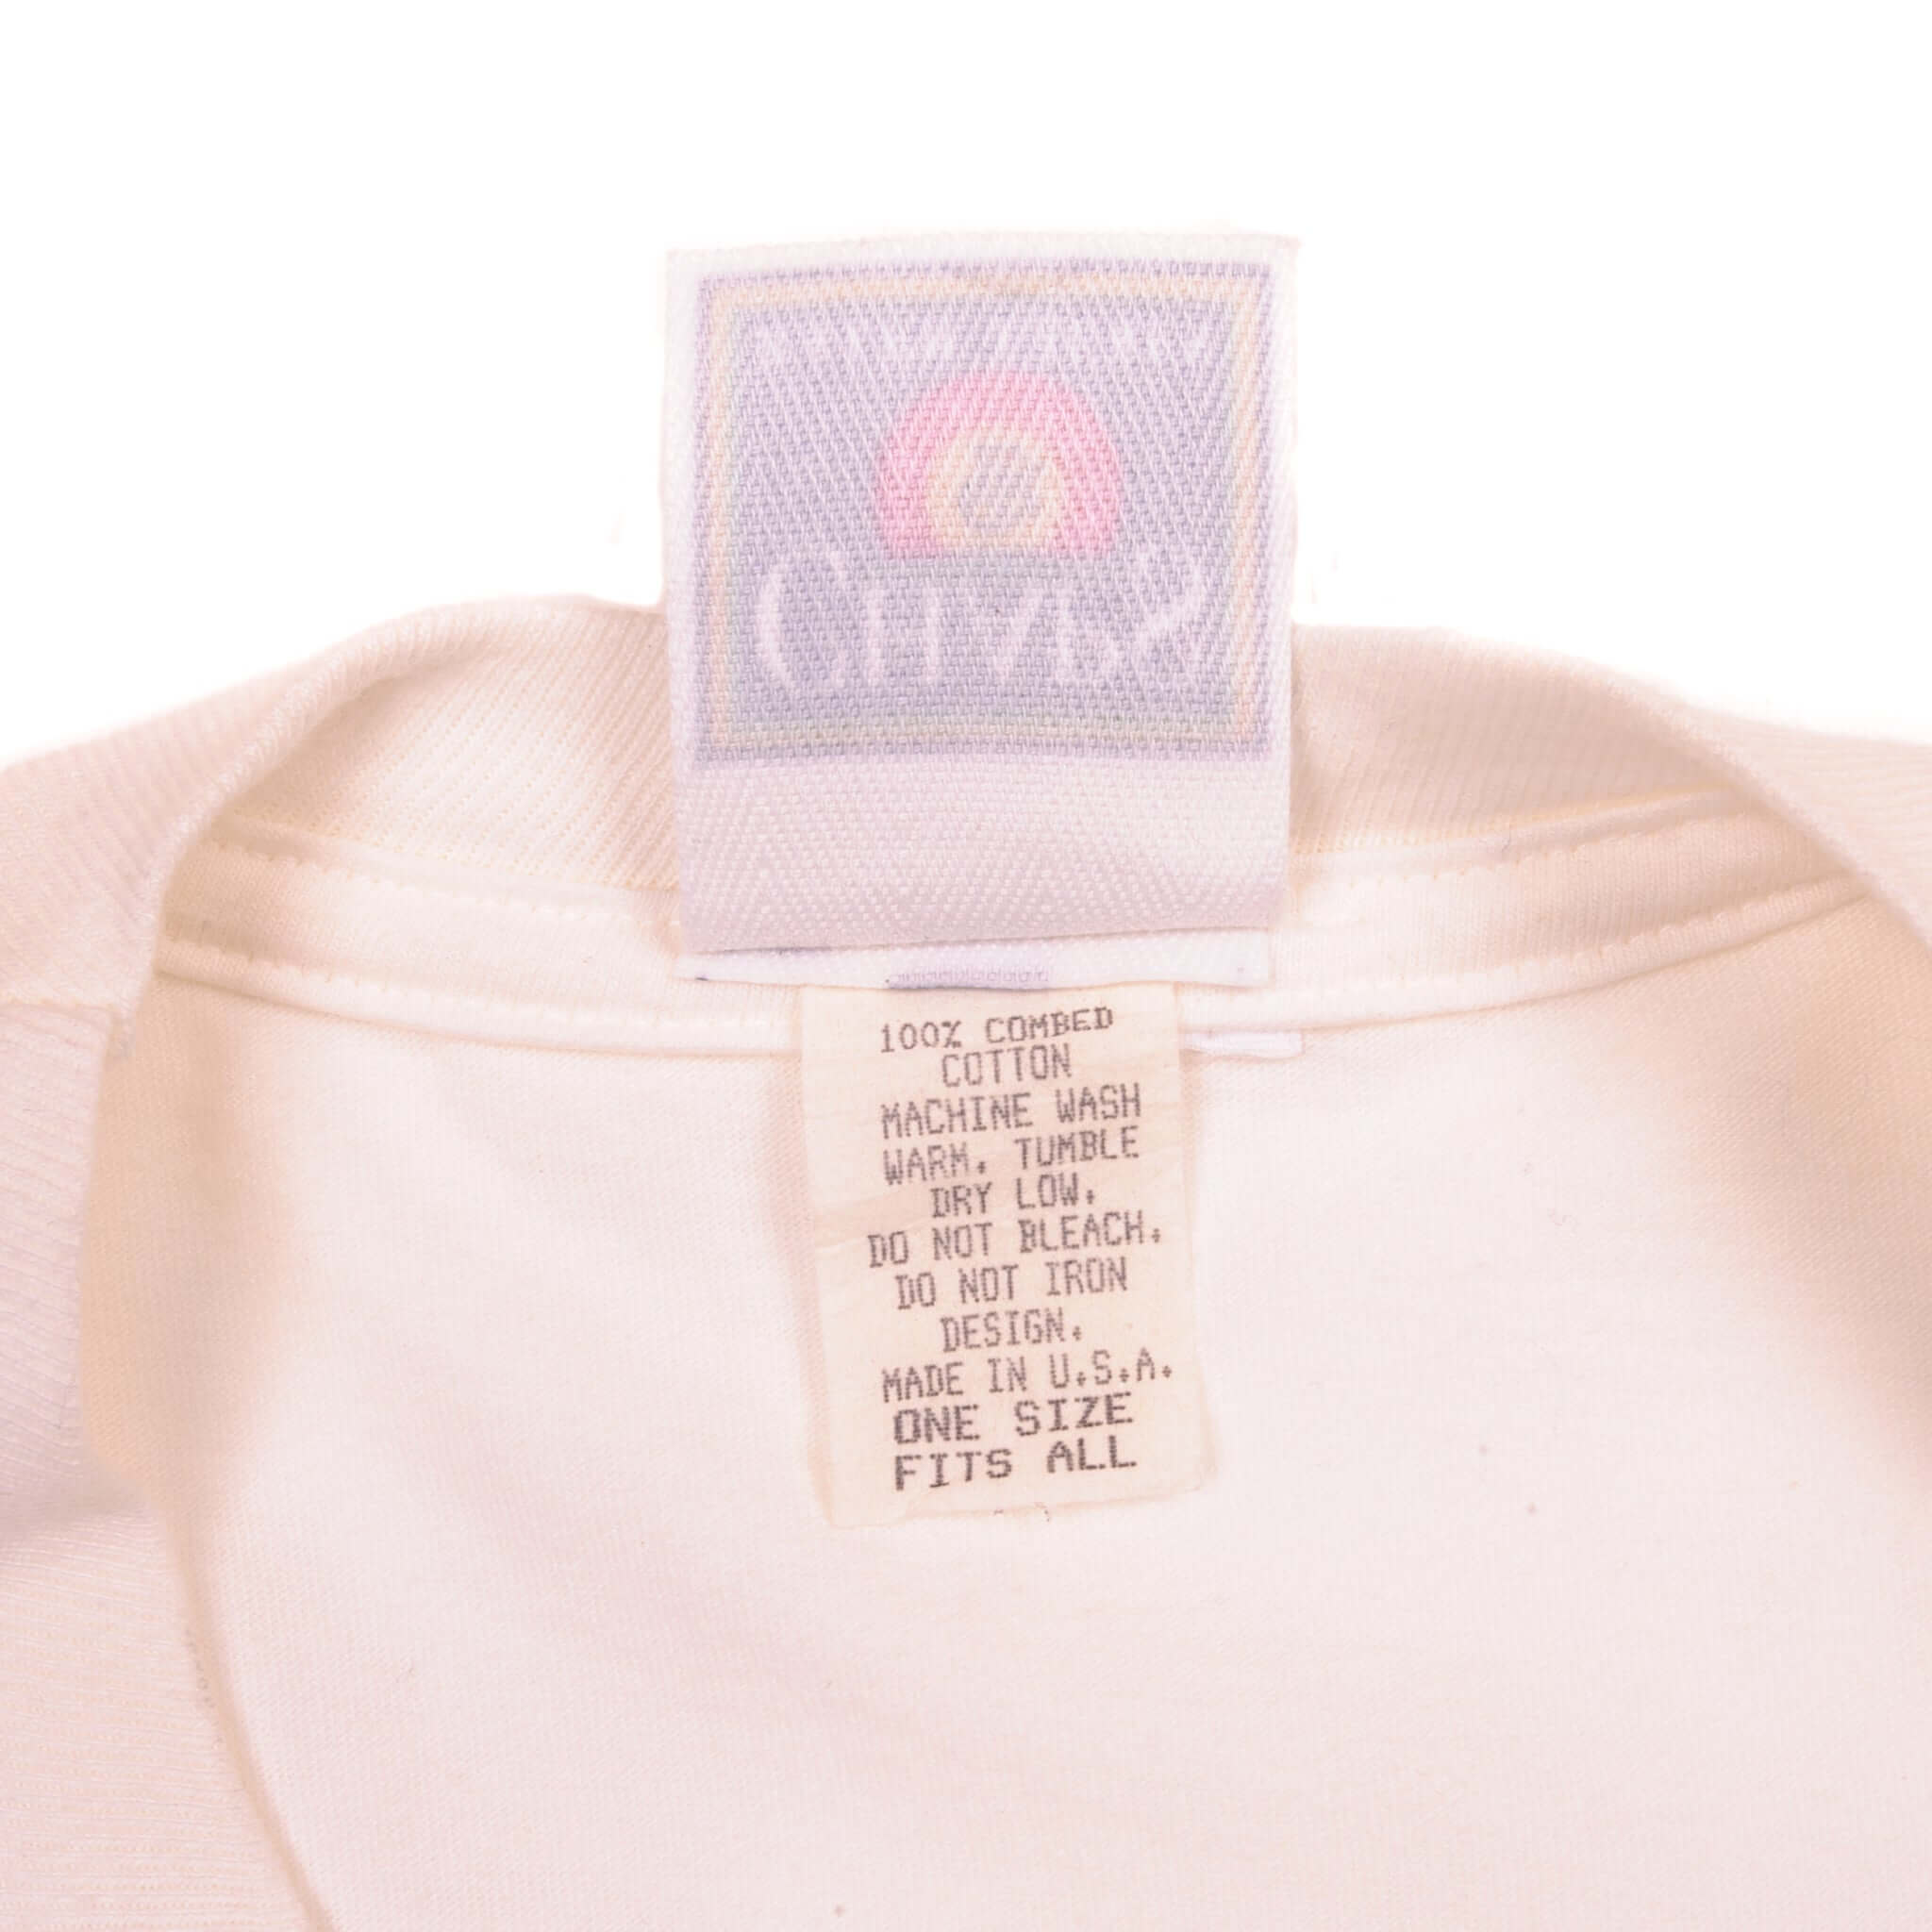 100% COMBED
COTTON
MACHINE WASH
WARM. TUMBLE
DRY LOW.
DO NOT BLEACH.
DO NOT IRON
DESIGN.
MADE IN U.S.A.
ONE SIZE
FITS ALL